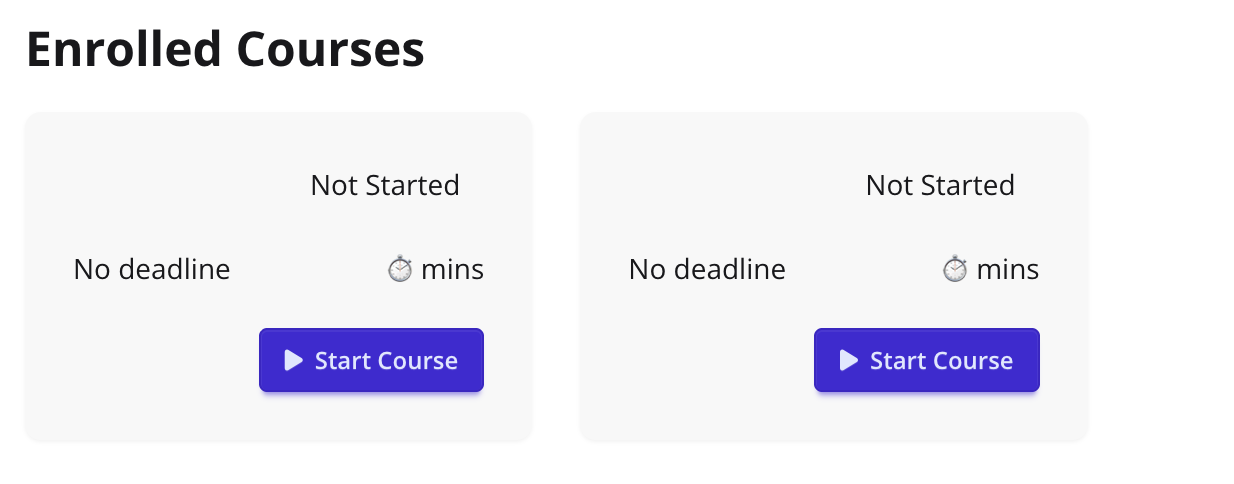 Enrolled Courses
Not Started
No deadline
⏱ mins
Start Course
Not Started
No deadline
⏱ mins
Start Course